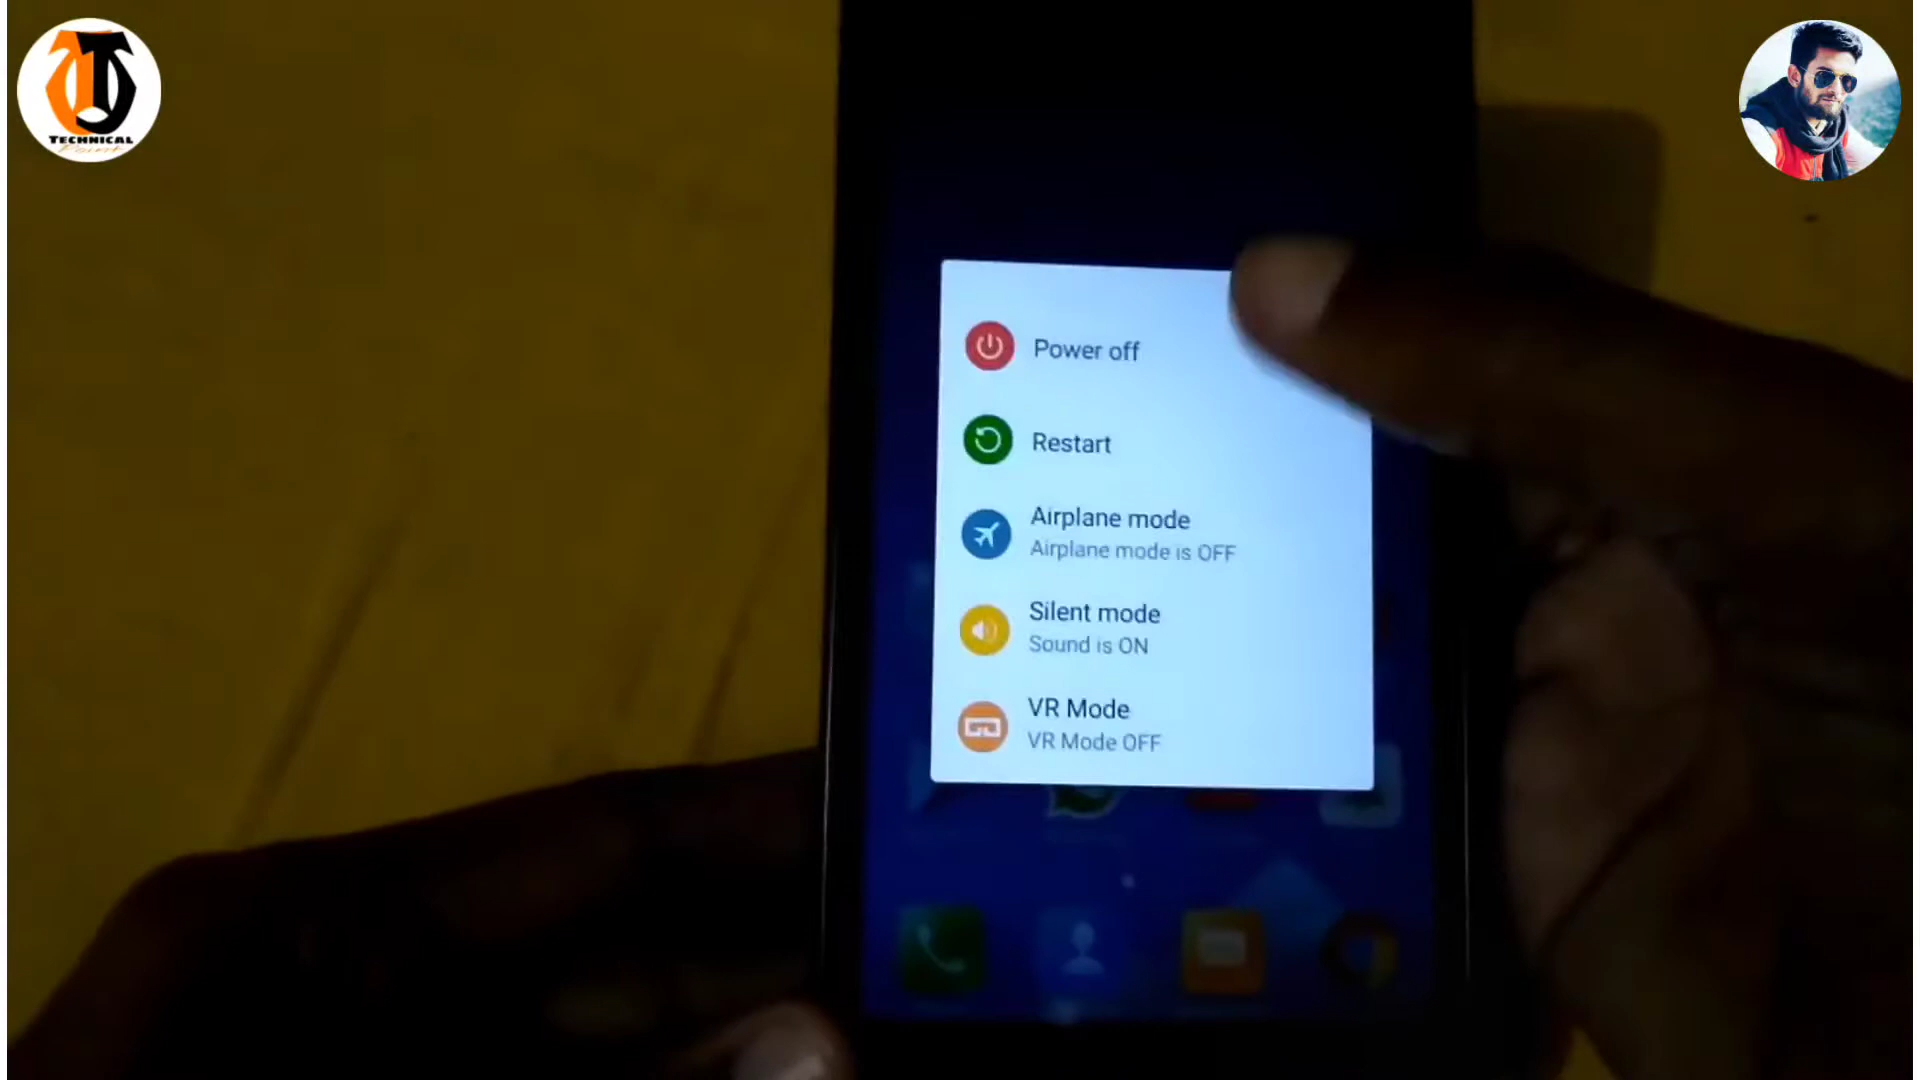 TECHNICAL
Point
Power off
Restart
Airplane mode
Airplane mode is OFF
Silent mode
Sound is ON
VR Mode
VR Mode OFF